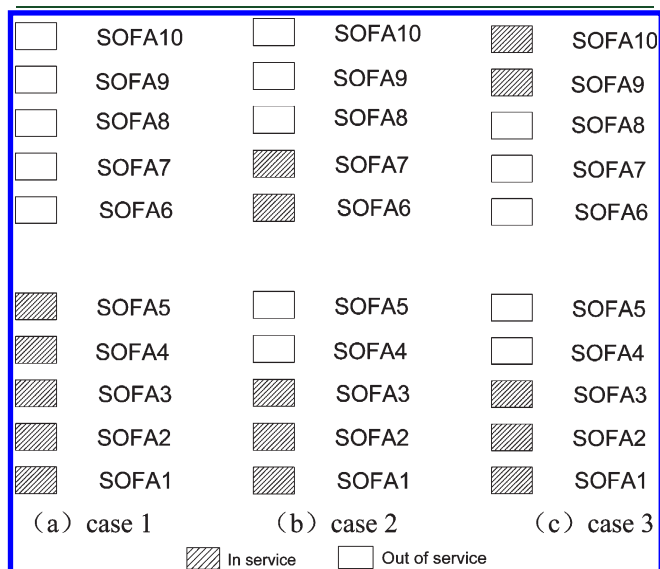 SOFA10 SOFA10 SOFA10
SOFA9 SOFA9 SOFA9
SOFA8 SOFA8 SOFA8
SOFA7 SOFA7 SOFA7
SOFA6 SOFA6 SOFA6
SOFA5 SOFA5 SOFA5
SOFA4 SOFA4 SOFA4
SOFA3 SOFA3 SOFA3
SOFA2 SOFA2 SOFA2
SOFA1 SOFA1 SOFA1
（a）case 1 （b）case 2 （c）case 3
In service Out of service